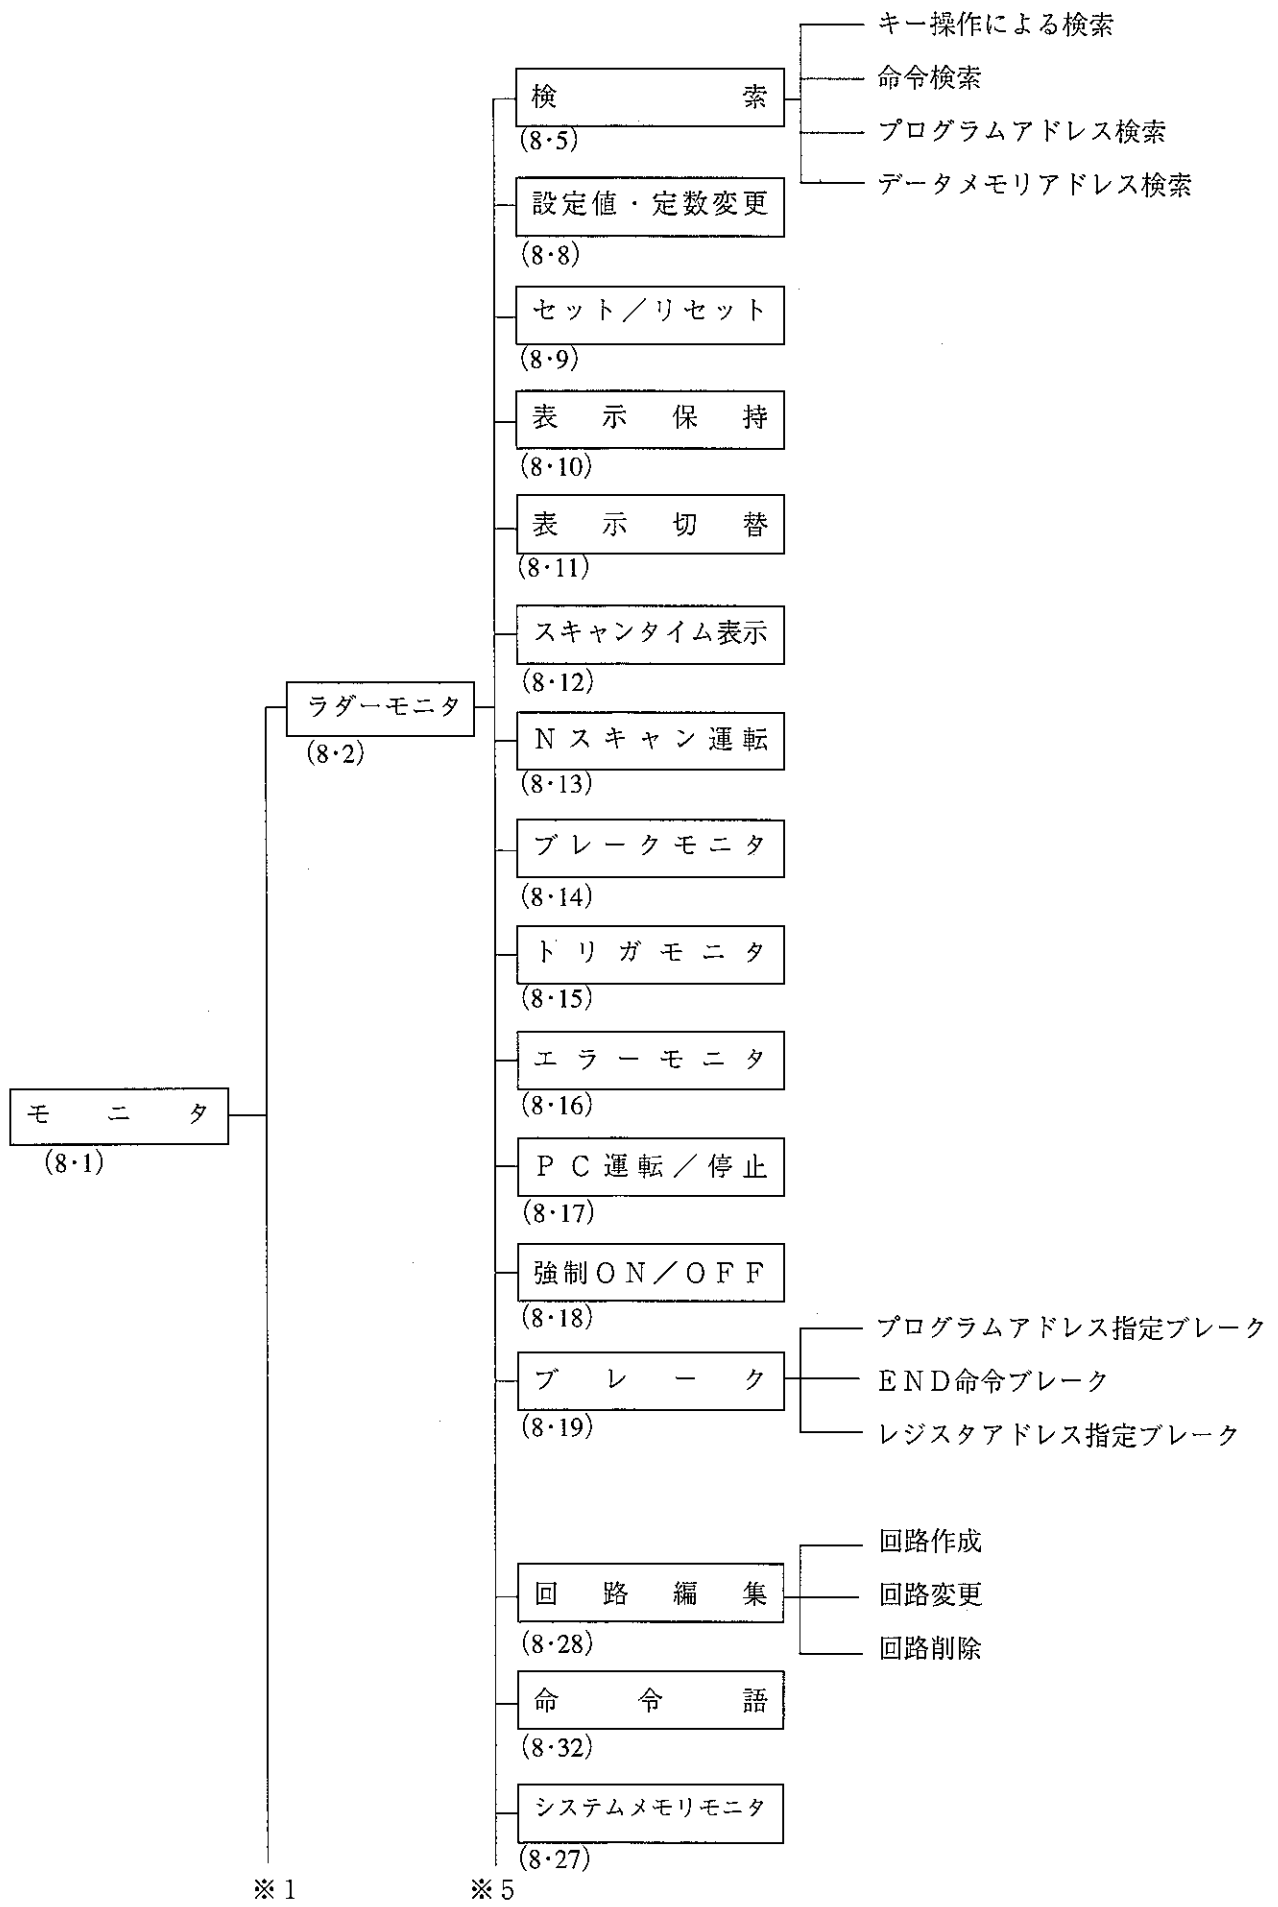 キー操作による検索
命令検索
プログラムアドレス検索
データメモリアドレス検索
検索
(8·5)
設定値・定数変更
(8·8)
セット／リセット
(8·9)
表示保持
(8·10)
表示切替
(8·11)
スキャンタイム表示
(8·12)
ラダーモニタ
(8·2)
Nスキャン運転
(8·13)
ブレークモニタ
(8·14)
トリガモニタ
(8·15)
エラーモニタ
(8·16)
モニタ
(8·1)
PC運転／停止
(8·17)
強制ON／OFF
(8·18)
ブレーク
(8·19)
プログラムアドレス指定ブレーク
END命令ブレーク
レジスタアドレス指定ブレーク
回路編集
(8·28)
回路作成
回路変更
回路削除
命令語
(8·32)
システムメモリモニタ
(8·27)
※1
※5